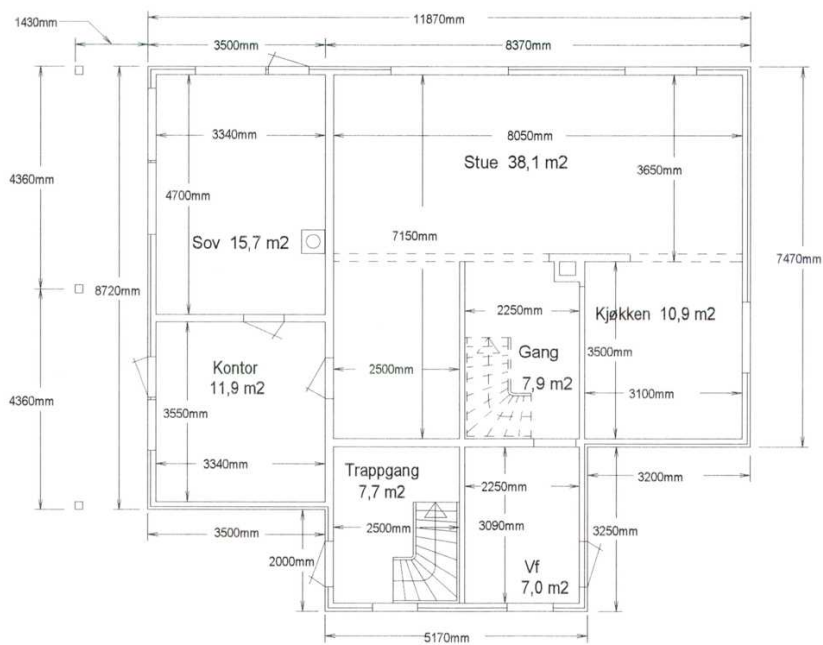 11870mm
1430mm
3500mm
8370mm
3340mm
8050mm
Stue 38,1 m2
3650mm
4360mm
4700mm
Sov 15,7 m2
7150mm
7470mm
8720mm
2250mm
Kjøkken 10,9 m2
Gang
7,9 m2
3500mm
Kontor
11,9 m2
2500mm
3100mm
4360mm
3550mm
3340mm
Trappgang
7,7 m2
2250mm
3200mm
3500mm
2500mm
3090mm
3250mm
2000mm
Vf
7,0 m2
5170mm